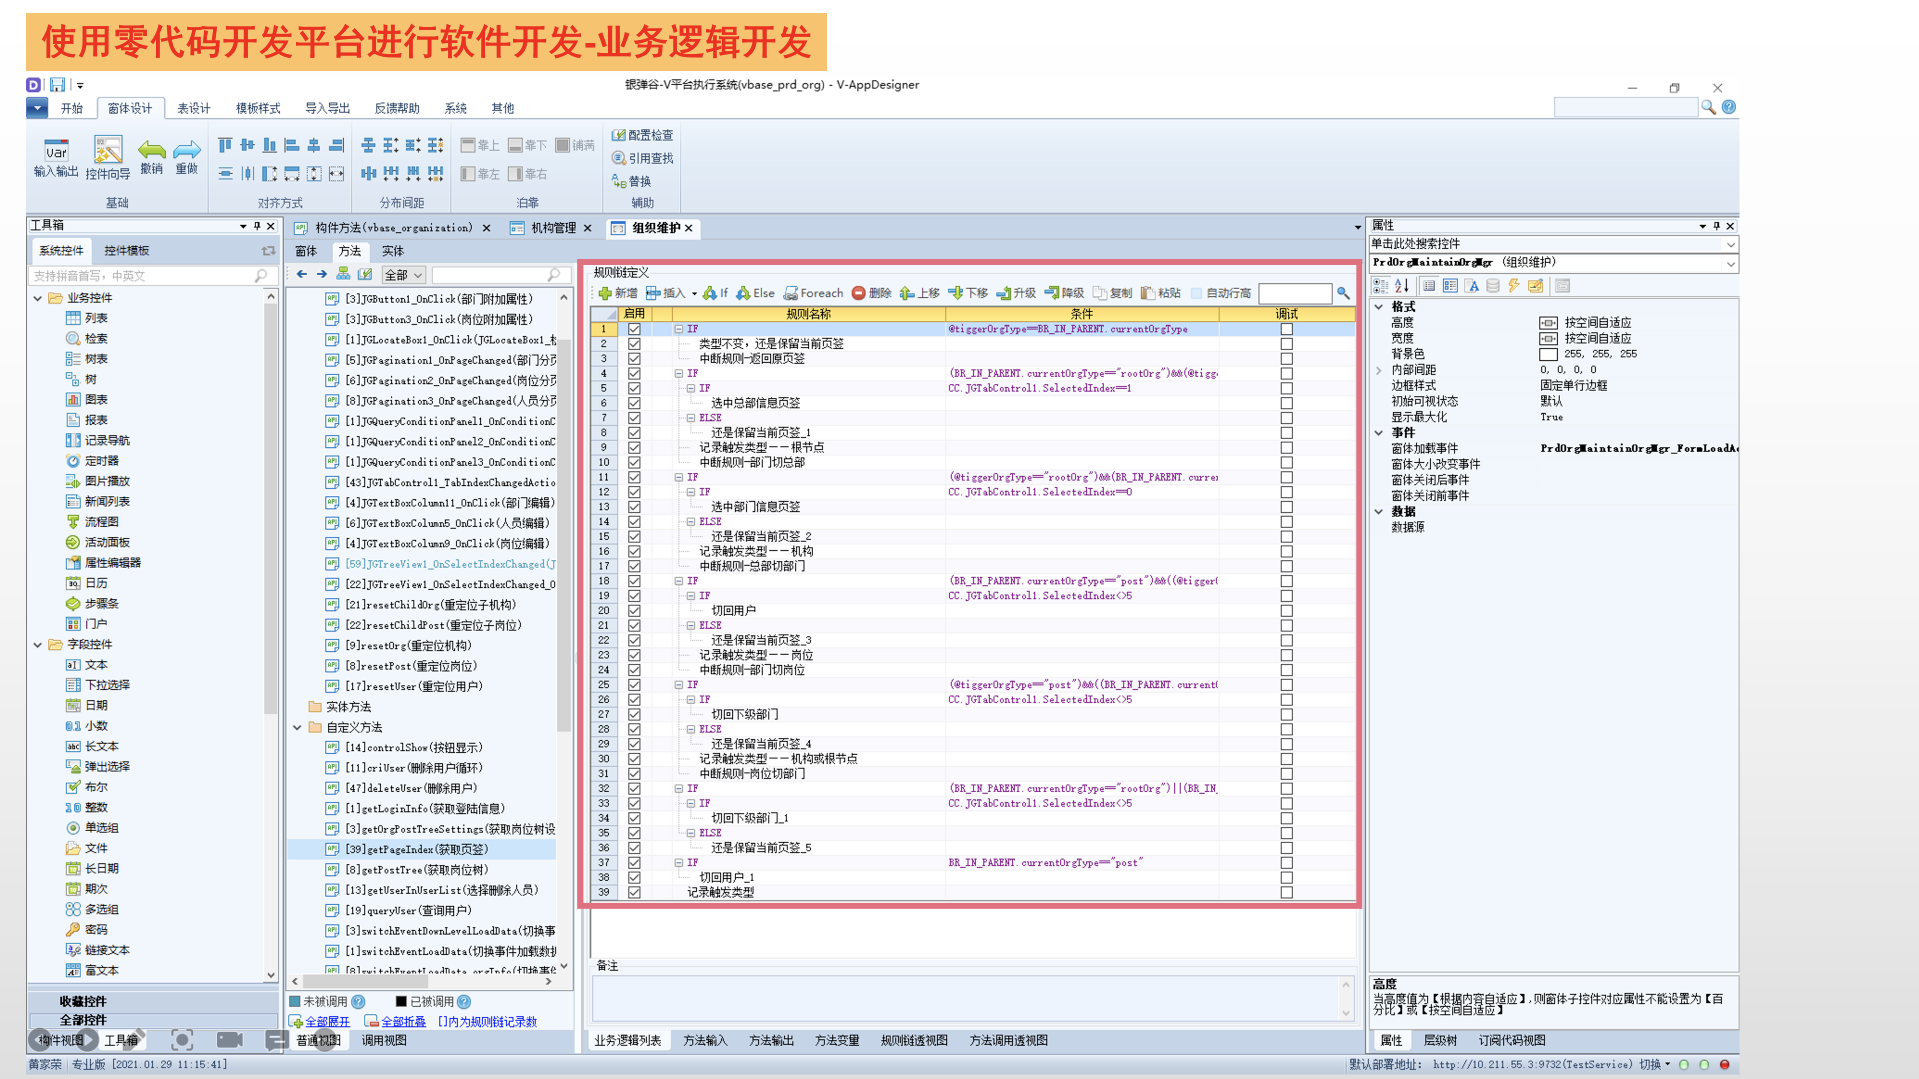 使用零代码开发平台进行软件开发-业务逻辑开发
银弹谷-V平台执行系统(vbase_prd_org) - V-AppDesigner
开始 窗体设计 表设计 模板样式 导入导出 反馈帮助 系统 其他
输入输出 控件向导 撤销 重做
靠上 靠下 铺满
靠左 靠右
配置检查
引用查找
替换
基础 对齐方式 分布间距 泊靠 辅助
工具箱
系统控件 控件模板
支持拼音首写，中英文
业务控件
列表
检索
树表
树
图表
报表
记录导航
定时器
图片播放
新闻列表
流程图
活动面板
属性编辑器
日历
步骤条
门户
字段控件
文本
下拉选择
日期
小数
长文本
弹出选择
布尔
整数
单选组
文件
长日期
期次
多选组
密码
链接文本
富文本
收藏控件
全部控件
构件视图 工具箱
构件方法(vbase_organization) 机构管理 组织维护
窗体 方法 实体
全部
[3]JGButton1_OnClick(部门附加属性)
[3]JGButton3_OnClick(岗位附加属性)
[1]JGLocateBox1_OnClick(JGLocateBox1_
[5]JGPagination1_OnPageChanged(部门分页
[6]JGPagination2_OnPageChanged(岗位分页
[8]JGPagination3_OnPageChanged(人员分页
[1]JGQueryConditionPanel1_OnConditionC
[1]JGQueryConditionPanel2_OnConditionC
[1]JGQueryConditionPanel3_OnConditionC
[43]JGTabControl1_TabIndexChangedActio
[4]JGTextBoxColumn11_OnClick(部门编辑)
[6]JGTextBoxColumn5_OnClick(人员编辑)
[4]JGTextBoxColumn9_OnClick(岗位编辑)
[59]JGTreeView1_OnSelectIndexChanged(J
[22]JGTreeView1_OnSelectIndexChanged_O
[21]resetChildOrg(重定位子机构)
[22]resetChildPost(重定位子岗位)
[9]resetOrg(重定位机构)
[8]resetPost(重定位岗位)
[17]resetUser(重定位用户)
实体方法
自定义方法
[14]controlShow(按钮显示)
[11]criUser(删除用户循环)
[47]deleteUser(删除用户)
[1]getLoginInfo(获取登陆信息)
[3]getOrgPostTreeSettings(获取岗位树设
[39]getPageIndex(获取页签)
[8]getPostTree(获取岗位树)
[13]getUserInUserList(选择删除人员)
[19]queryUser(查询用户)
[3]switchEventDownLevelLoadData(切换事
[1]switchEventLoadData(切换事件加载数据
[8]switchEventLoadData_orgInfo(切换事件
未被调用 已被调用
全部展开 全部折叠 []内为规则链记录数
普通视图 调用视图
规则链定义
新增 插入 If Else Foreach 删除 上移 下移 升级 降级 复制 粘贴 自动行高
启用 规则名称 条件 调试
1 IF @tiggerOrgType==BR_IN_PARENT.currentOrgType
2 类型不变，还是保留当前页签
3 中断规则-返回原页签
4 IF (BR_IN_PARENT.currentOrgType=="rootOrg")&&(@tigge
5 IF CC.JGTabControl1.SelectedIndex==1
6 选中总部信息页签
7 ELSE
8 还是保留当前页签_1
9 记录触发类型——根节点
10 中断规则-部门切总部
11 IF (@tiggerOrgType=="rootOrg")&&(BR_IN_PARENT.curren
12 IF CC.JGTabControl1.SelectedIndex==0
13 选中部门信息页签
14 ELSE
15 还是保留当前页签_2
16 记录触发类型——机构
17 中断规则-总部切部门
18 IF (BR_IN_PARENT.currentOrgType=="post")&&((@tiggerO
19 IF CC.JGTabControl1.SelectedIndex<>5
20 切回用户
21 ELSE
22 还是保留当前页签_3
23 记录触发类型——岗位
24 中断规则-部门切岗位
25 IF (@tiggerOrgType=="post")&&((BR_IN_PARENT.currentO
26 IF CC.JGTabControl1.SelectedIndex<>5
27 切回下级部门
28 ELSE
29 还是保留当前页签_4
30 记录触发类型——机构或根节点
31 中断规则-岗位切部门
32 IF (BR_IN_PARENT.currentOrgType=="rootOrg")||(BR_IN_
33 IF CC.JGTabControl1.SelectedIndex<>5
34 切回下级部门_1
35 ELSE
36 还是保留当前页签_5
37 IF BR_IN_PARENT.currentOrgType=="post"
38 切回用户_1
39 记录触发类型
备注
业务逻辑列表 方法输入 方法输出 方法变量 规则链透视图 方法调用透视图
属性
单击此处搜索控件
PrdOrgMaintainOrgMgr (组织维护)
格式
高度 按空间自适应
宽度 按空间自适应
背景色 255, 255, 255
内部间距 0, 0, 0, 0
边框样式 固定单行边框
初始可视状态 默认
显示最大化 True
事件
窗体加载事件 PrdOrgMaintainOrgMgr_FormLoadAc
窗体大小改变事件
窗体关闭后事件
窗体关闭前事件
数据
数据源
高度
当高度值为【根据内容自适应】,则窗体子控件对应属性不能设置为【百
分比】或【按空间自适应】
属性 层级树 订阅代码视图
黄家荣 专业版 [2021.01.29 11:15:41]
默认部署地址: http://10.211.55.3:9732(TestService) 切换